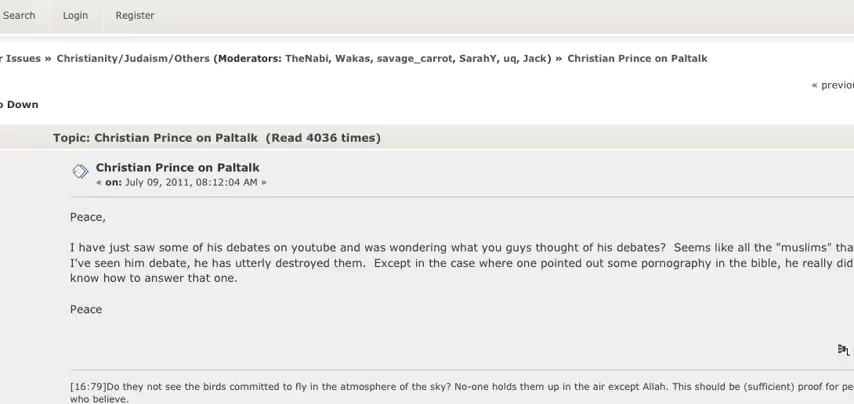 Search Login Register
r Issues » Christianity/Judaism/Others (Moderators: TheNabi, Wakas, savage_carrot, SarahY, uq, Jack) » Christian Prince on Paltalk
« previou
o Down
Topic: Christian Prince on Paltalk (Read 4036 times)
Christian Prince on Paltalk
« on: July 09, 2011, 08:12:04 AM »
Peace,
I have just saw some of his debates on youtube and was wondering what you guys thought of his debates? Seems like all the "muslims" tha
I've seen him debate, he has utterly destroyed them. Except in the case where one pointed out some pornography in the bible, he really did
know how to answer that one.
Peace
[16:79]Do they not see the birds committed to fly in the atmosphere of the sky? No-one holds them up in the air except Allah. This should be (sufficient) proof for pe
who believe.